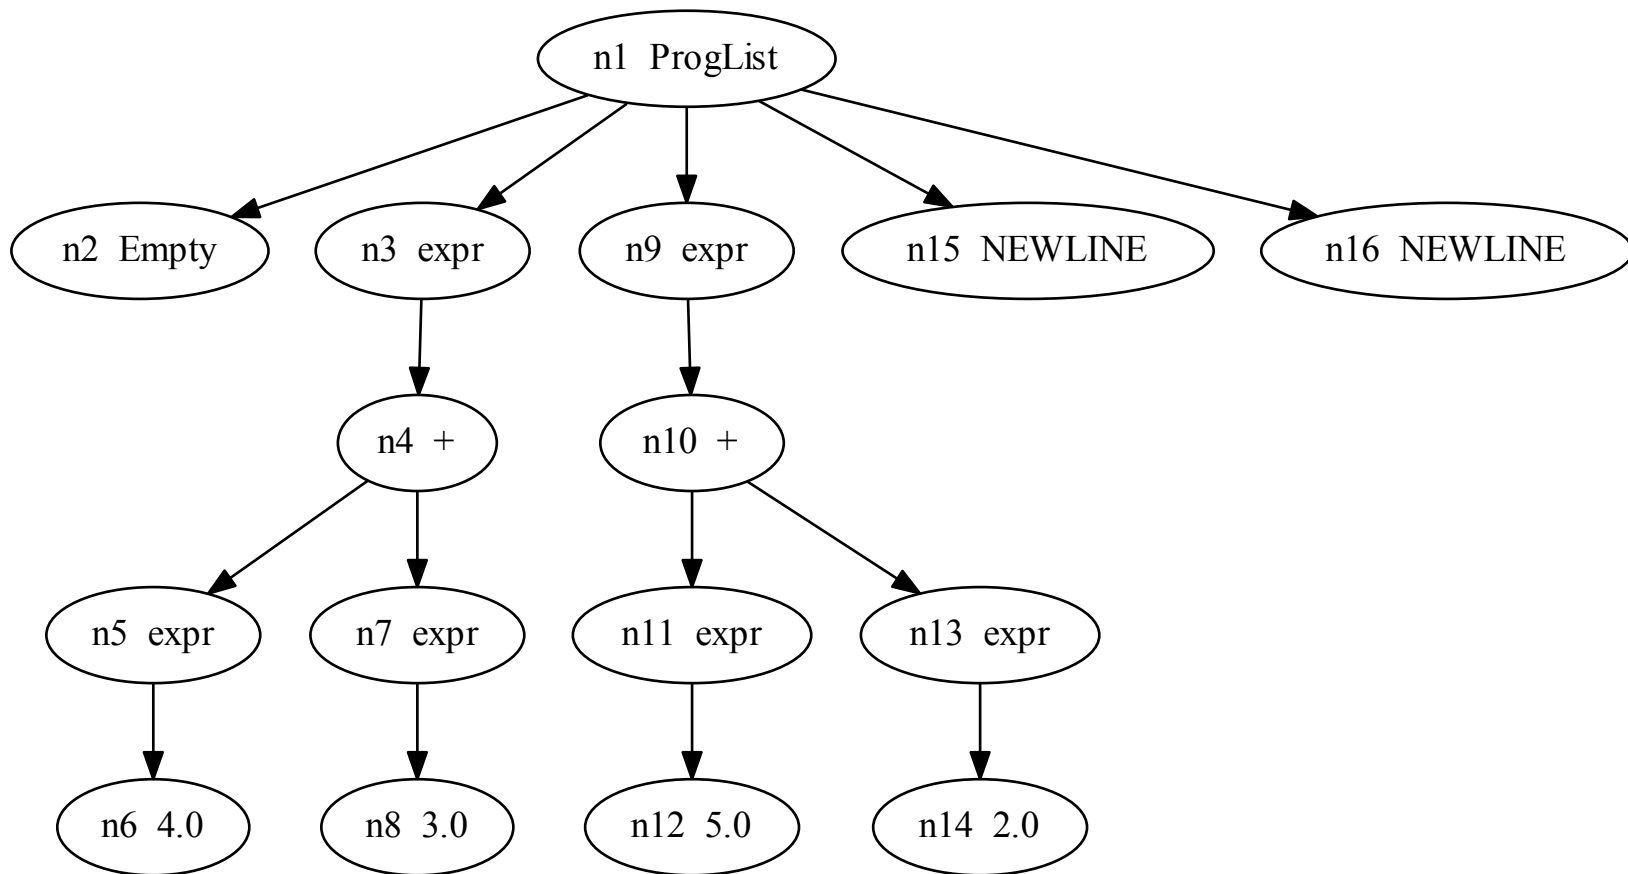 n1 ProgList
n2 Empty
n3 expr
n9 expr
n15 NEWLINE
n16 NEWLINE
n4 +
n10 +
n5 expr
n7 expr
n11 expr
n13 expr
n6 4.0
n8 3.0
n12 5.0
n14 2.0